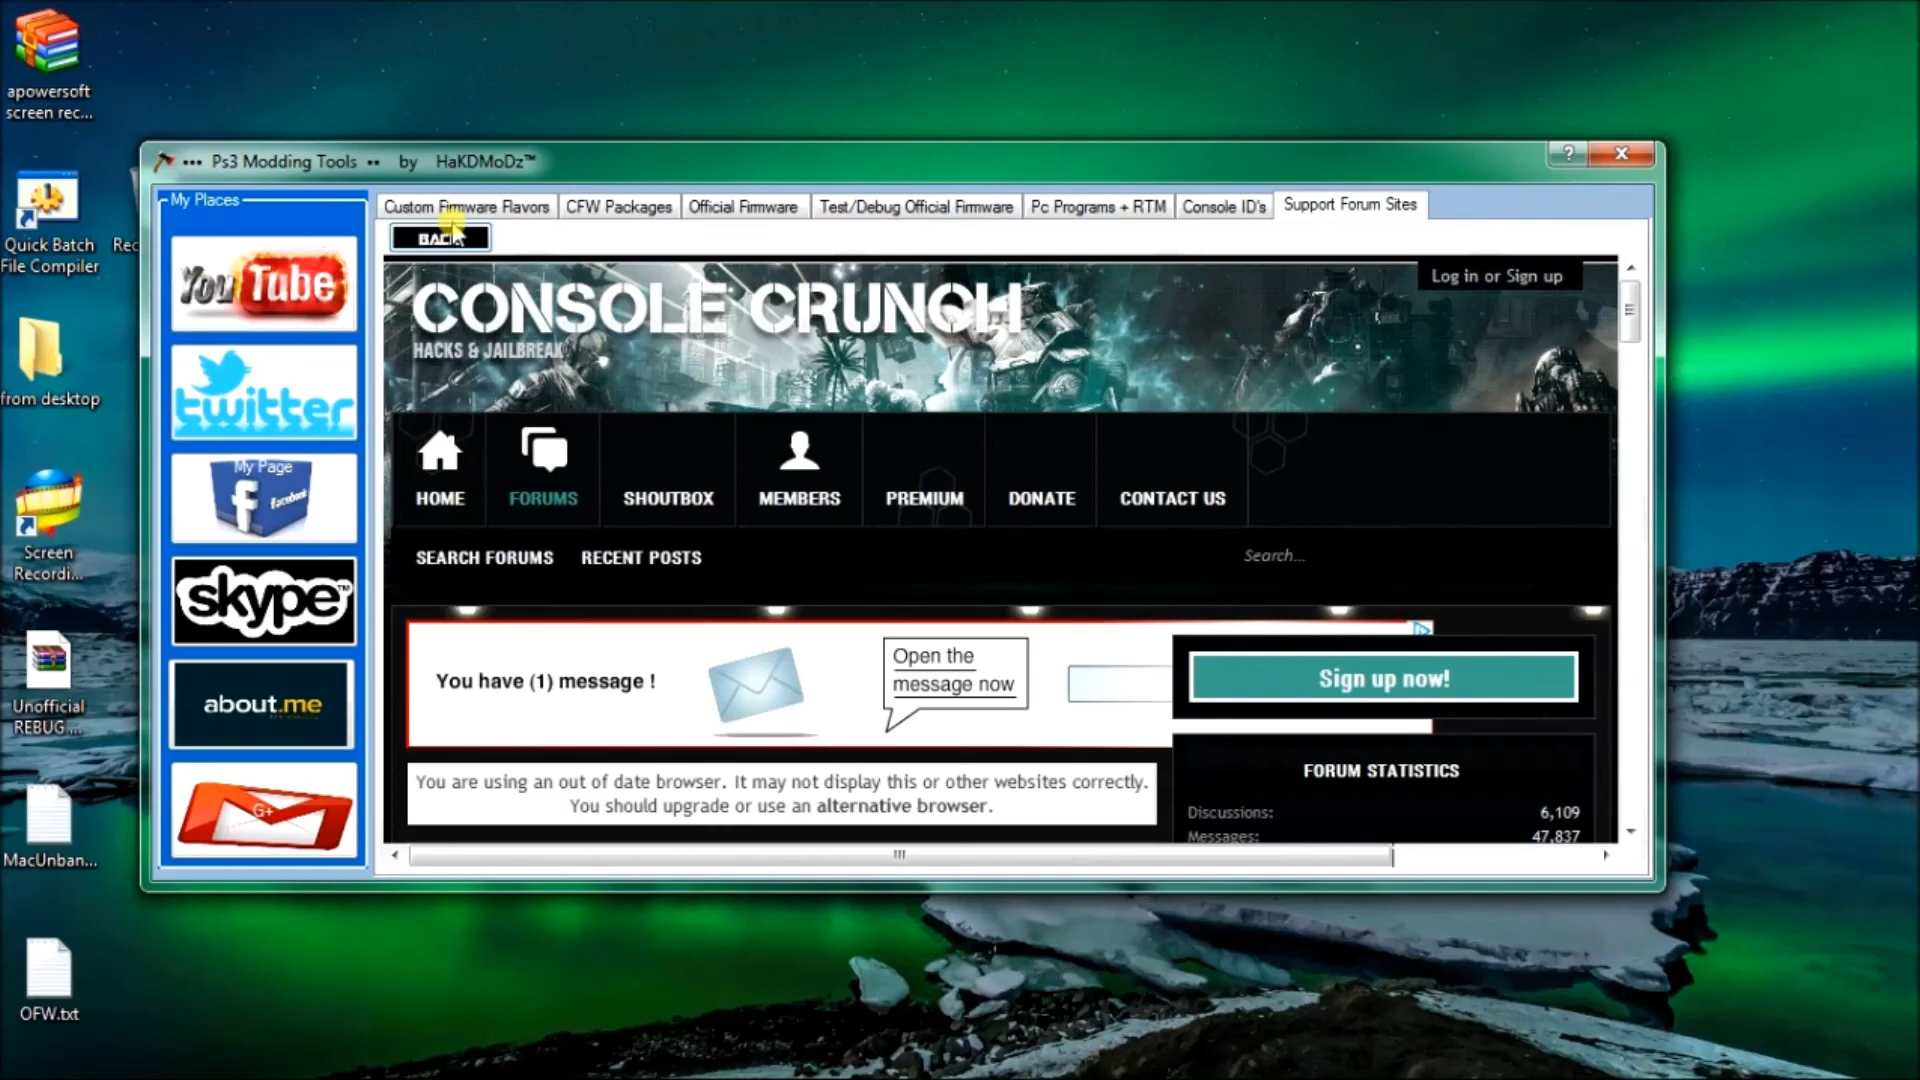 apowersoft
screen rec...
Quick Batch
File Compiler
Rec
from desktop
Screen
Recordi...
Unofficial
REBUG ...
MacUnban...
OFW.txt
••• Ps3 Modding Tools •• by HaKDMoDz™
?
X
My Places
YouTube
twitter
My Page
f Facebook
skype™
about.me
G+
Custom Firmware Flavors
CFW Packages
Official Firmware
Test/Debug Official Firmware
Pc Programs + RTM
Console ID's
Support Forum Sites
BACK
Log in or Sign up
CONSOLE CRUNCH
HACKS & JAILBREAK
HOME
FORUMS
SHOUTBOX
MEMBERS
PREMIUM
DONATE
CONTACT US
SEARCH FORUMS
RECENT POSTS
Search...
You have (1) message !
Open the
message now
Sign up now!
You are using an out of date browser. It may not display this or other websites correctly.
You should upgrade or use an alternative browser.
FORUM STATISTICS
Discussions: 6,109
Messages: 47,837